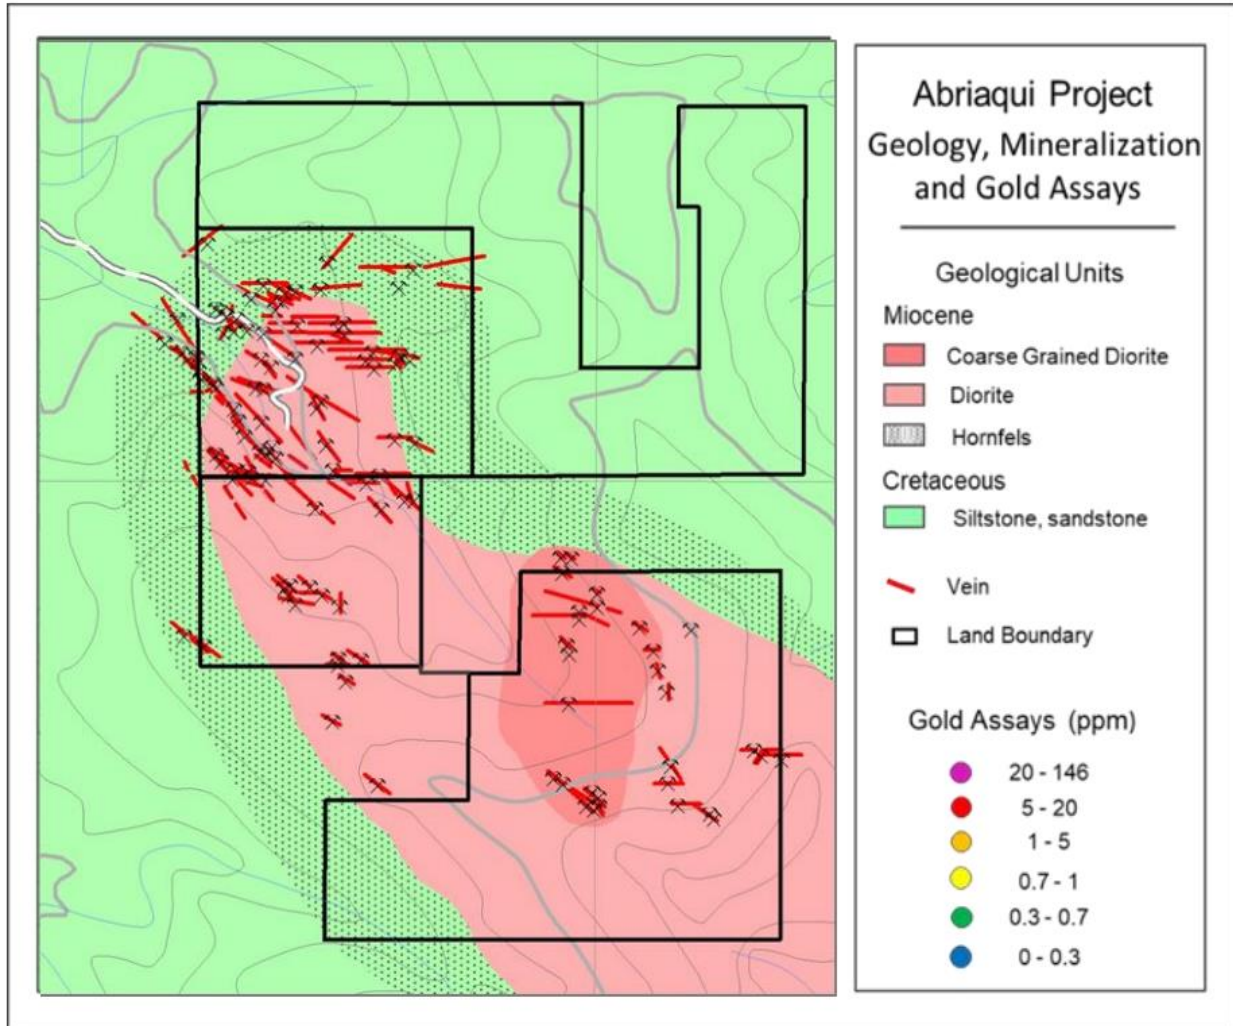 Abriaqui Project
Geology, Mineralization
and Gold Assays
Geological Units
Miocene
Coarse Grained Diorite
Diorite
Hornfels
Cretaceous
Siltstone, sandstone
Vein
Land Boundary
Gold Assays (ppm)
20 - 146
5 - 20
1 - 5
0.7 - 1
0.3 - 0.7
0 - 0.3